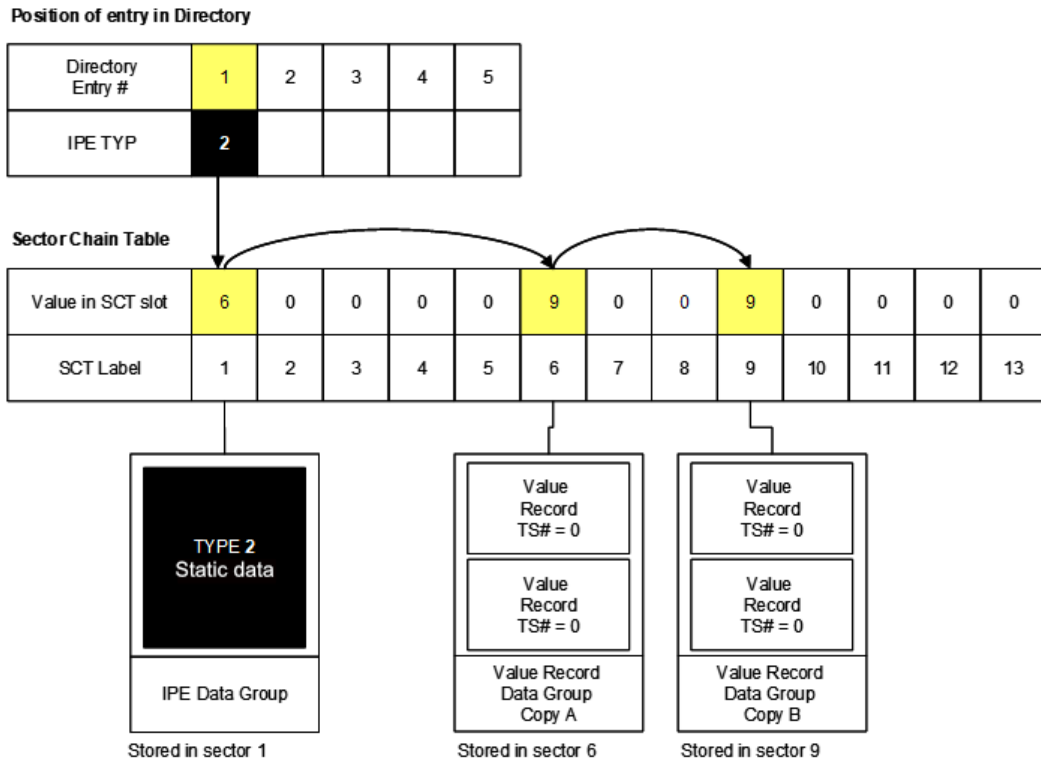 Position of entry in Directory
Directory
Entry #
1 2 3 4 5
IPE TYP 2
Sector Chain Table
Value in SCT slot 6 0 0 0 0 9 0 0 9 0 0 0 0
SCT Label 1 2 3 4 5 6 7 8 9 10 11 12 13
TYPE 2
Static data
IPE Data Group
Stored in sector 1
Value
Record
TS# = 0
Value
Record
TS# = 0
Value Record
Data Group
Copy A
Stored in sector 6
Value
Record
TS# = 0
Value
Record
TS# = 0
Value Record
Data Group
Copy B
Stored in sector 9